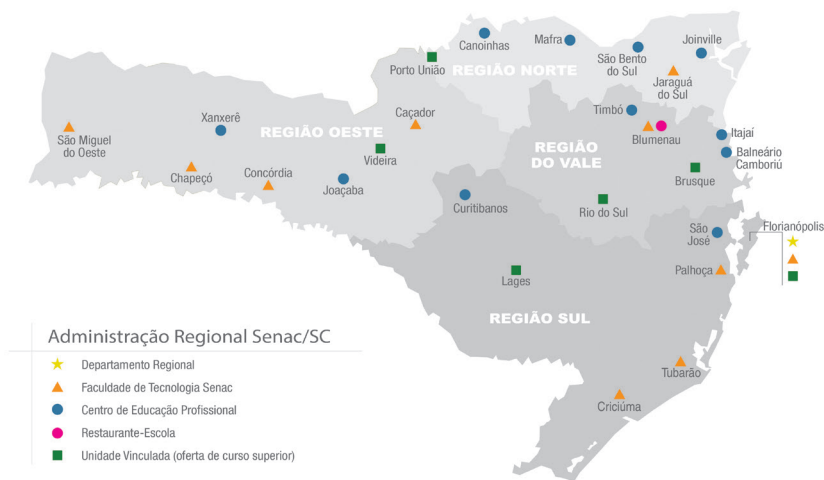 Canoinhas
Mafra
São Bento
do Sul
Joinville
Porto União
REGIÃO NORTE
Jaraguá
do Sul
Xanxerê
Caçador
Timbó
São Miguel
do Oeste
REGIÃO OESTE
Blumenau
Itajaí
Videira
REGIÃO
DO VALE
Balneário
Camboriú
Chapeçó
Concórdia
Joaçaba
Brusque
Curitibanos
Rio do Sul
São
José
Florianópolis
Lages
Palhoça
REGIÃO SUL
Tubarão
Criciúma
Administração Regional Senac/SC
Departamento Regional
Faculdade de Tecnologia Senac
Centro de Educação Profissional
Restaurante-Escola
Unidade Vinculada (oferta de curso superior)